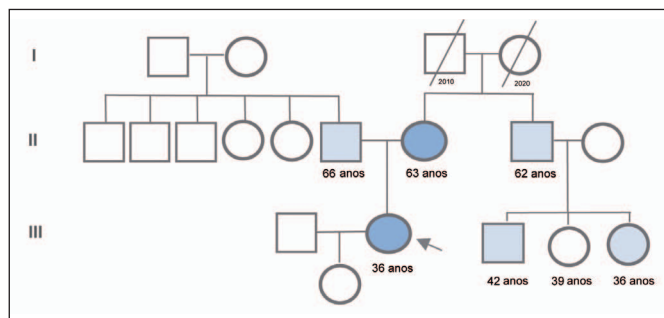 I
2010
2020
II
66 anos
63 anos
62 anos
III
36 anos
42 anos
39 anos
36 anos